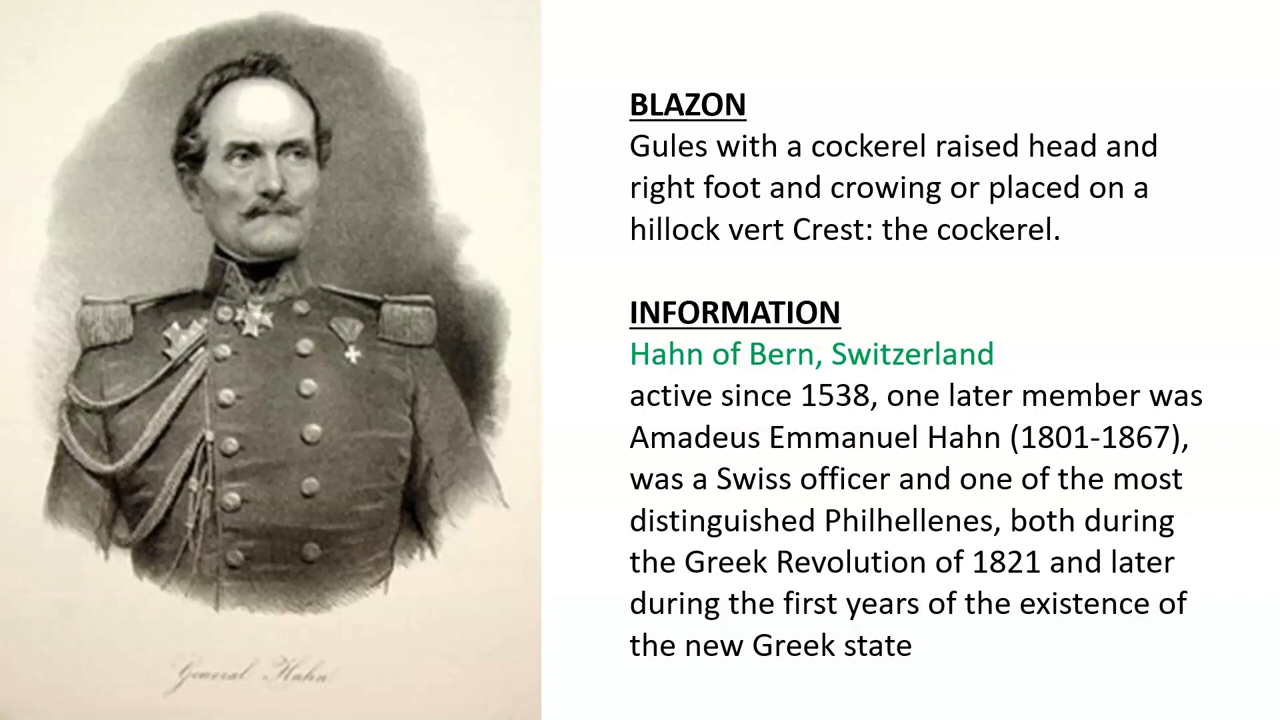 BLAZON
Gules with a cockerel raised head and
right foot and crowing or placed on a
hillock vert Crest: the cockerel.
INFORMATION
Hahn of Bern, Switzerland
active since 1538, one later member was
Amadeus Emmanuel Hahn (1801-1867),
was a Swiss officer and one of the most
distinguished Philhellenes, both during
the Greek Revolution of 1821 and later
during the first years of the existence of
the new Greek state
General Hahn